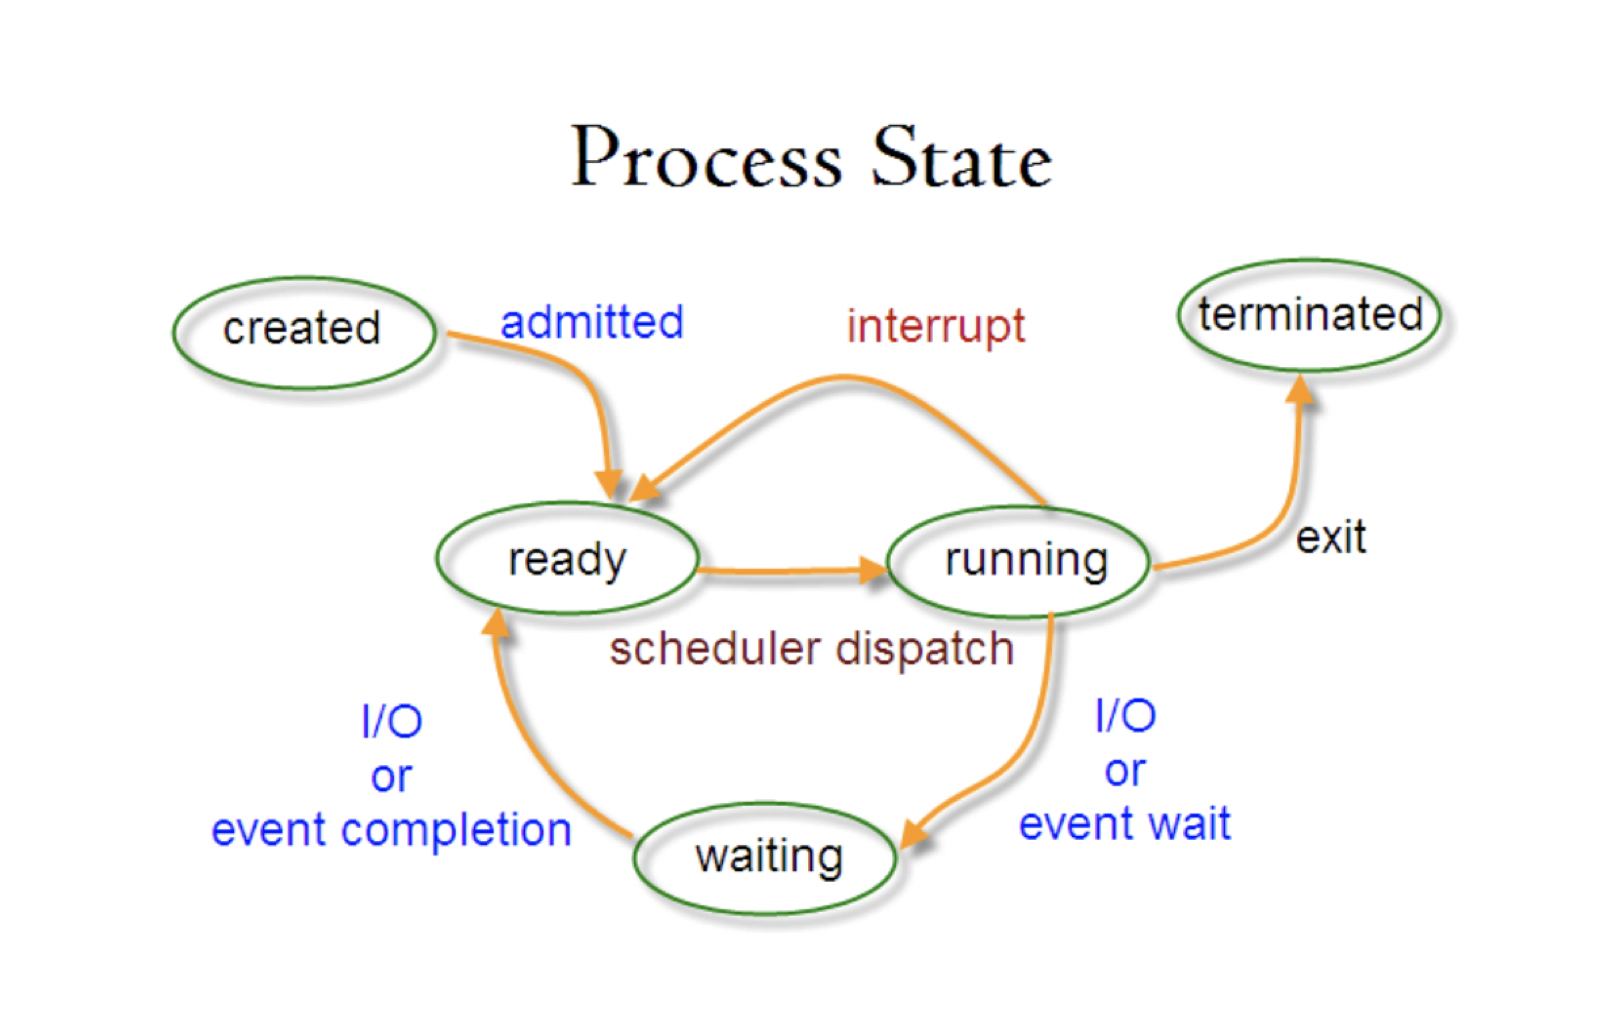 Process State
created
admitted
interrupt
terminated
ready
running
exit
scheduler dispatch
I/O
or
event completion
I/O
or
event wait
waiting